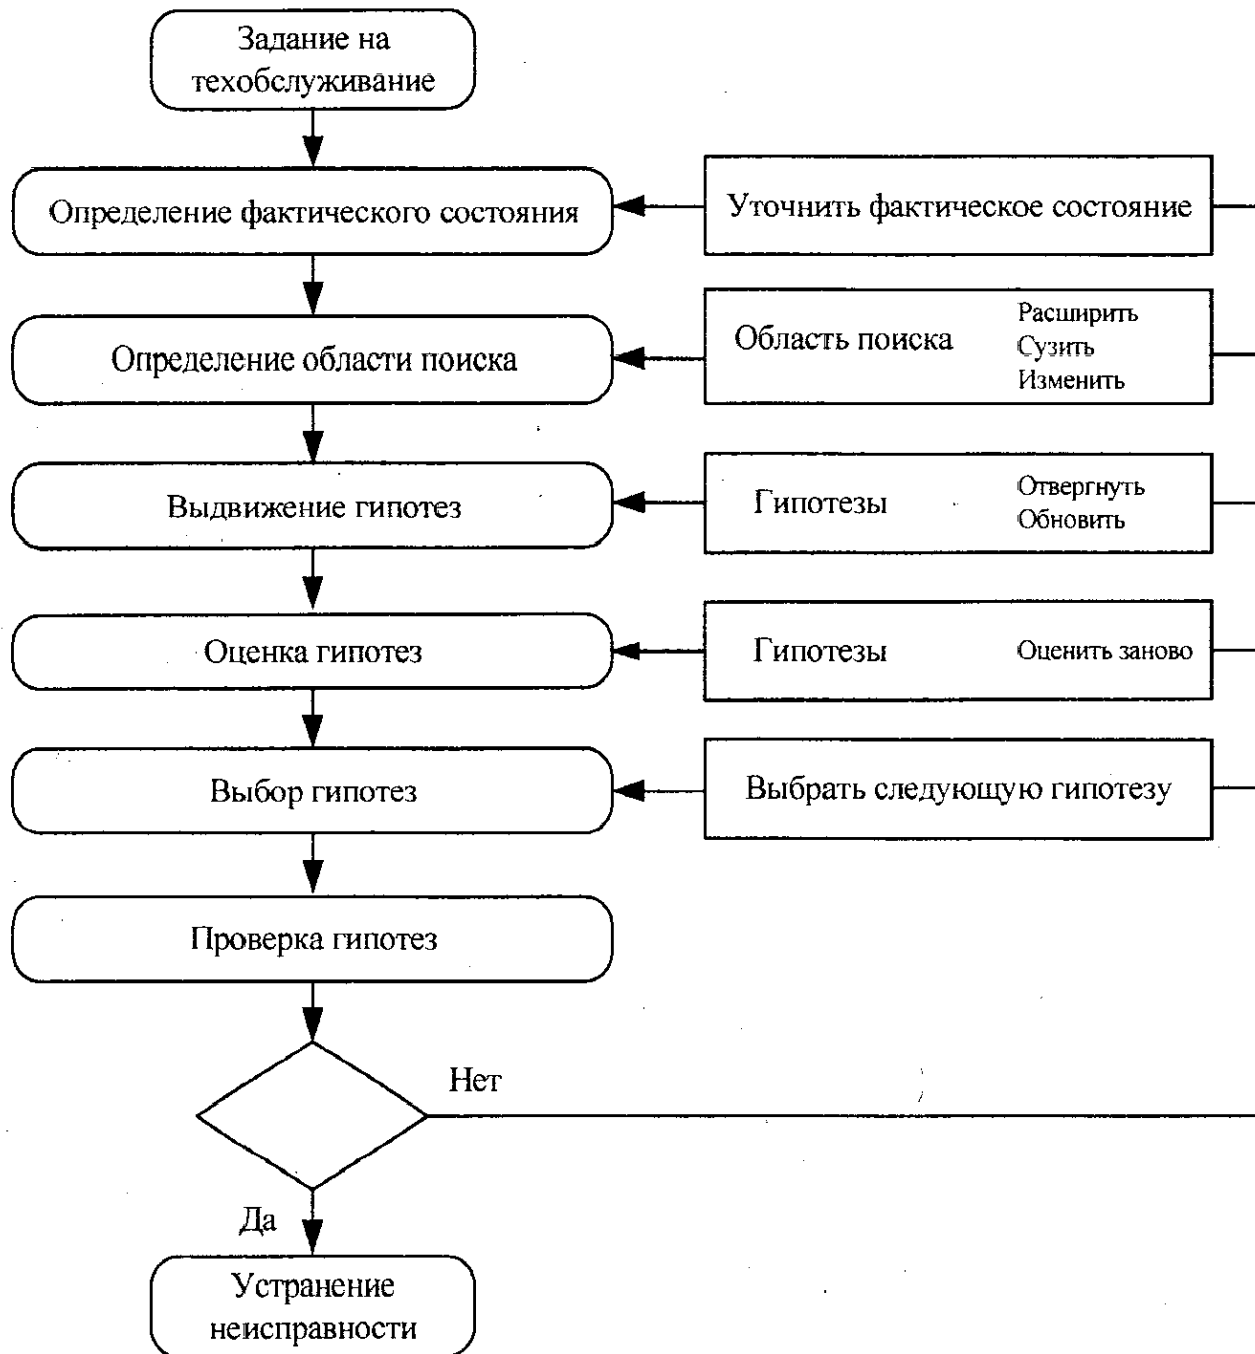 Задание на
техобслуживание
Определение фактического состояния
Уточнить фактическое состояние
Определение области поиска
Область поиска
Расширить
Сузить
Изменить
Выдвижение гипотез
Гипотезы
Отвергнуть
Обновить
Оценка гипотез
Гипотезы
Оценить заново
Выбор гипотез
Выбрать следующую гипотезу
Проверка гипотез
Нет
Да
Устранение
неисправности